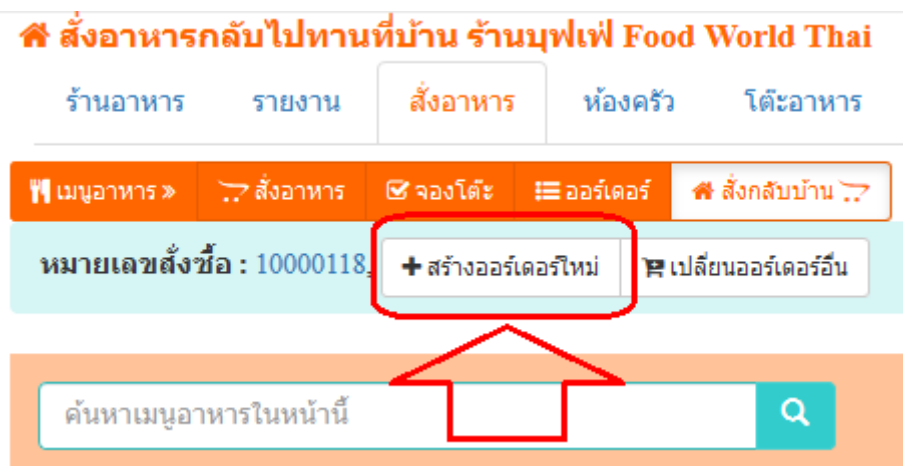 สั่งอาหารกลับไปทานที่บ้าน ร้านบุฟเฟ่ Food World Thai
ร้านอาหาร รายงาน สั่งอาหาร ห้องครัว โต๊ะอาหาร
เมนูอาหาร » สั่งอาหาร จองโต๊ะ ออร์เดอร์ สั่งกลับบ้าน
หมายเลขสั่งซื้อ : 10000118, + สร้างออร์เดอร์ใหม่ เปลี่ยนออร์เดอร์อื่น
ค้นหาเมนูอาหารในหน้านี้